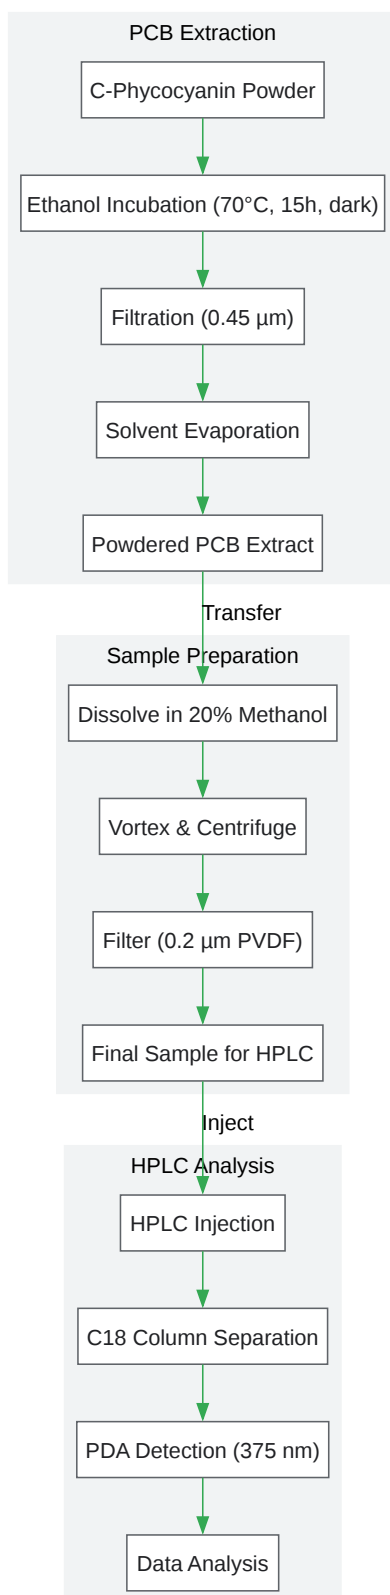 PCB Extraction
C-Phycocyanin Powder
Ethanol Incubation (70°C, 15h, dark)
Filtration (0.45 µm)
Solvent Evaporation
Powdered PCB Extract
Transfer
Sample Preparation
Dissolve in 20% Methanol
Vortex & Centrifuge
Filter (0.2 µm PVDF)
Final Sample for HPLC
Inject
HPLC Analysis
HPLC Injection
C18 Column Separation
PDA Detection (375 nm)
Data Analysis